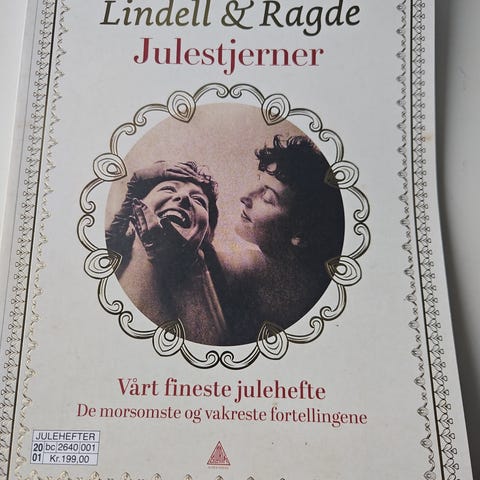 Lindell & Ragde
Julestjerner
Vårt fineste julehefte
De morsomste og vakreste fortellingene
JULEHEFTER
20 bc 2640 001
01 Kr.199,00